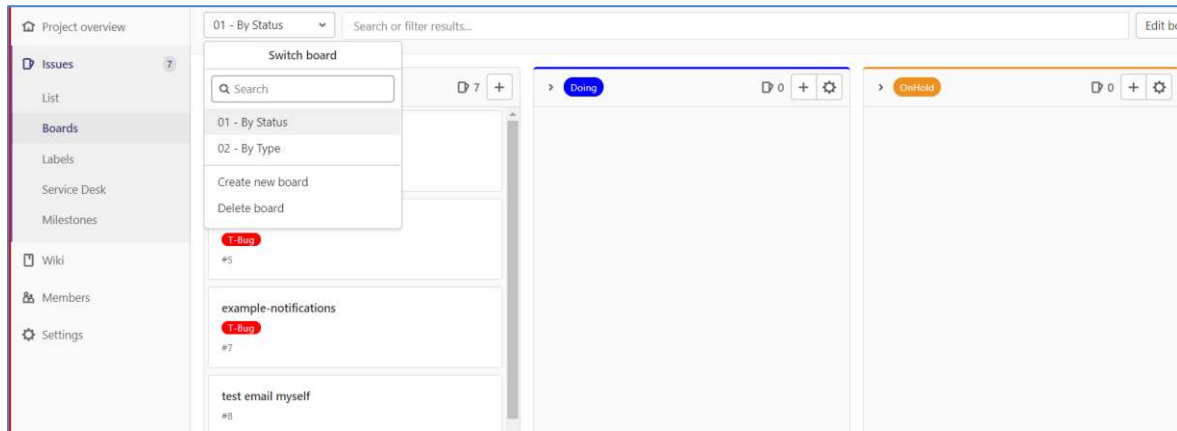 Project overview
Issues 7
List
Boards
Labels
Service Desk
Milestones
Wiki
Members
Settings
01 - By Status
Search or filter results...
Edit bo
Switch board
Search
01 - By Status
02 - By Type
Create new board
Delete board
7 +
T-Bug
#5
example-notifications
T-Bug
#7
test email myself
#8
> Doing 0 +
> OnHold 0 +